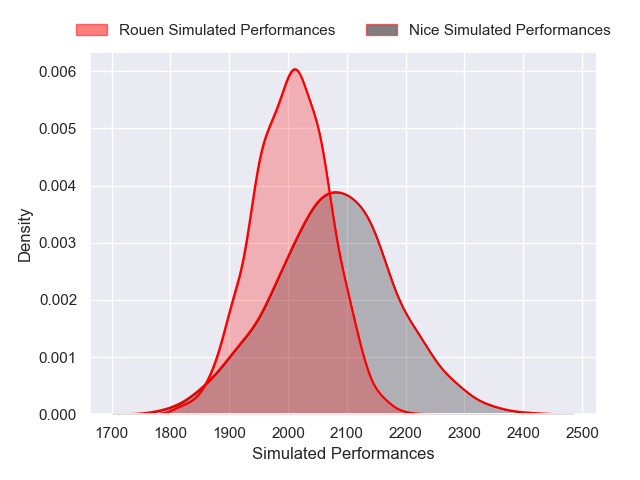 Rouen Simulated Performances Nice Simulated Performances
0.006
0.005
0.004
0.003
0.002
0.001
0.000
Density
1700 1800 1900 2000 2100 2200 2300 2400 2500
Simulated Performances